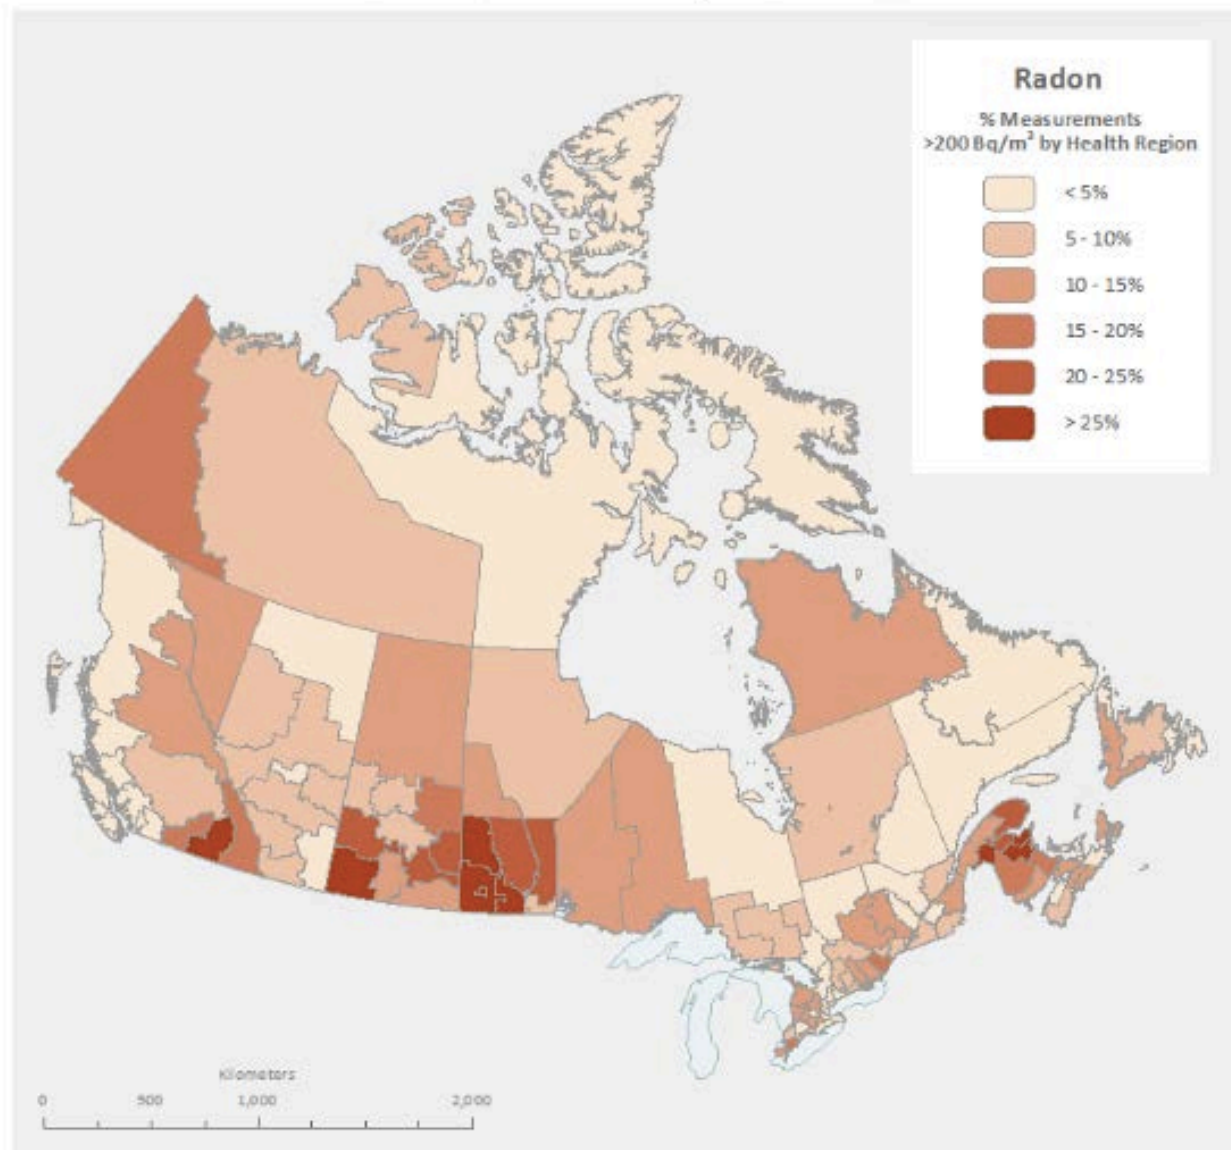 Radon
% Measurements
>200 Bq/m³ by Health Region
< 5%
5 - 10%
10 - 15%
15 - 20%
20 - 25%
> 25%
Kilometers
0 500 1,000 2,000